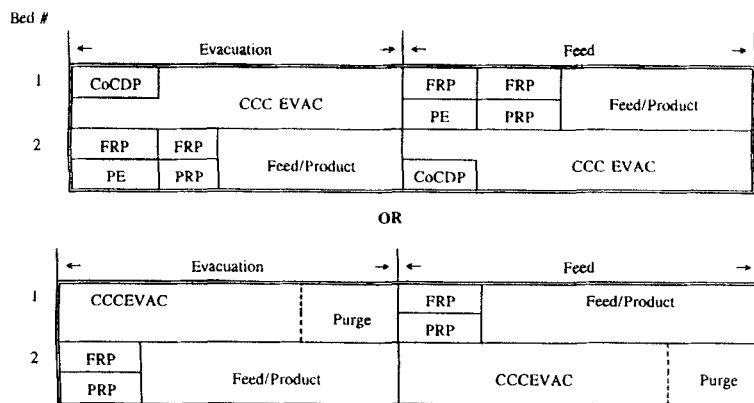 Bed #
← Evacuation → ← Feed →
1 CoCDP FRP FRP
CCC EVAC PE PRP Feed/Product
2 FRP FRP Feed/Product CCC EVAC
PE PRP CoCDP
OR
← Evacuation → ← Feed →
1 CCCEVAC FRP Feed/Product
Purge PRP
2 FRP
PRP Feed/Product CCCEVAC Purge